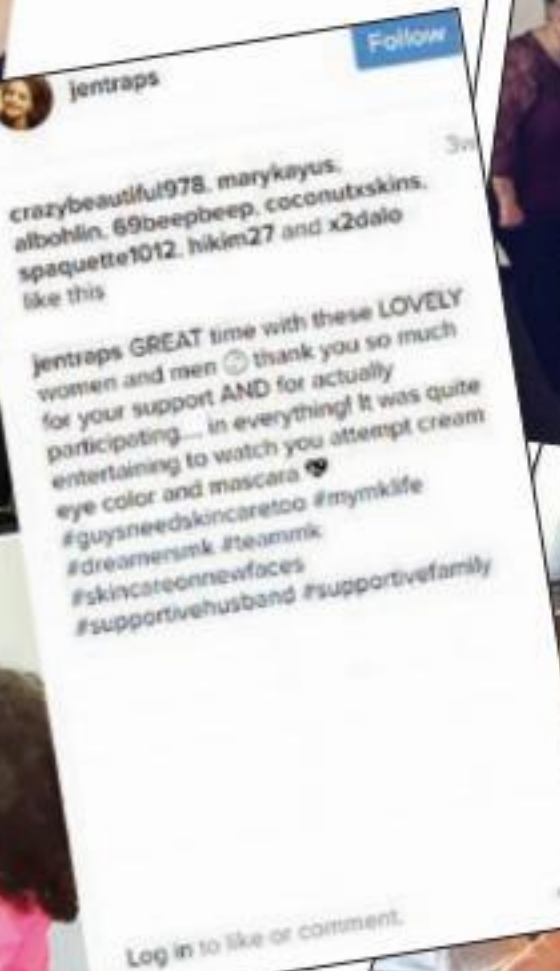 jentraps
Follow
3w
crazybeautiful978, marykayus,
albohlin, 69beepbeep, coconutxskins,
spaquette1012, hikim27 and x2dalo
like this
jentraps GREAT time with these LOVELY
women and men 😊 thank you so much
for your support AND for actually
participating.... in everything! It was quite
entertaining to watch you attempt cream
eye color and mascara 💖
#guysneedskincaretoo #mymklife
#dreamersmk #teammk
#skincareonnewfaces
#supportivehusband #supportivefamily
Log in to like or comment.